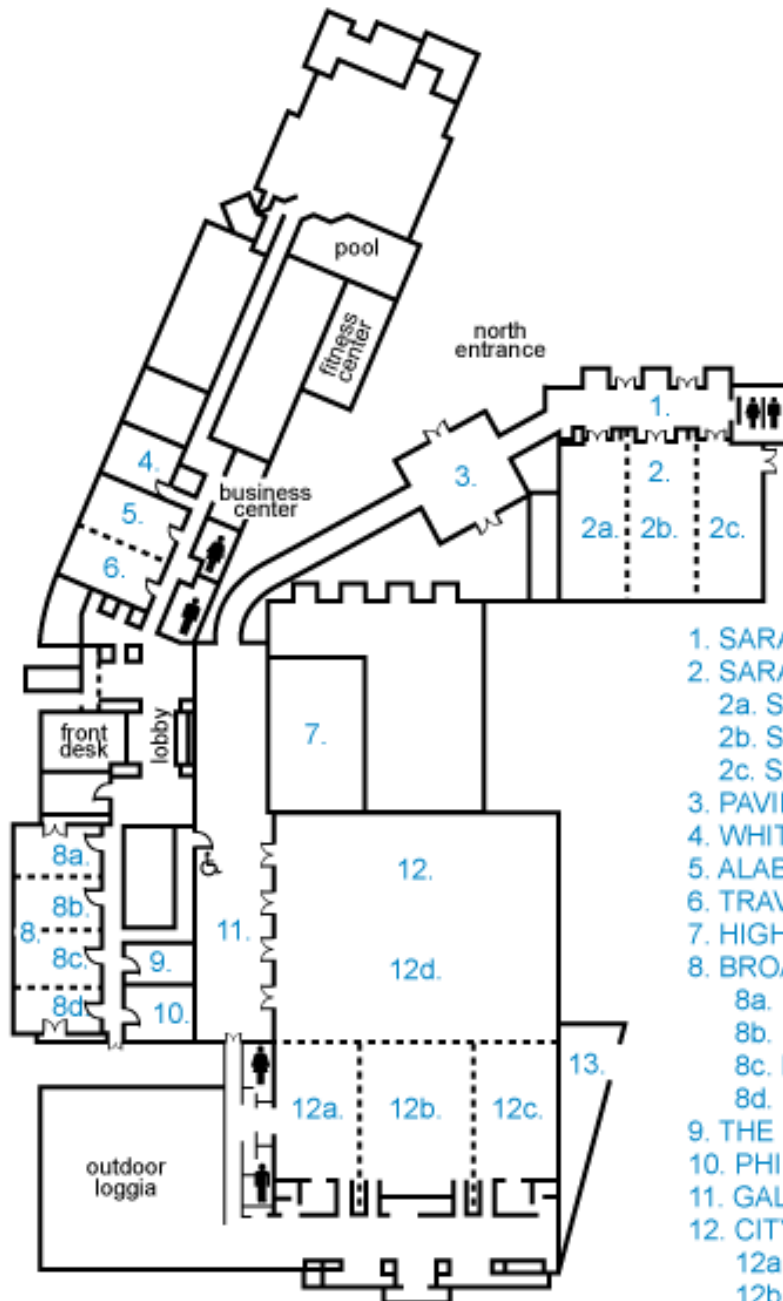 pool
fitness
center
north
entrance
1.
2.
3.
4.
business
center
5.
2a.
2b.
2c.
6.
1. SARA
2. SARA
2a. S
2b. S
2c. S
3. PAVI
4. WHIT
5. ALAB
6. TRAV
7. HIGH
8. BROA
8a.
8b.
8c.
8d.
9. THE
10. PHI
11. GAL
12. CITY
12a
12b
front
desk
lobby
7.
8a.
8b.
8.
8c.
8d.
9.
10.
11.
12.
12d.
12a.
12b.
12c.
13.
outdoor
loggia